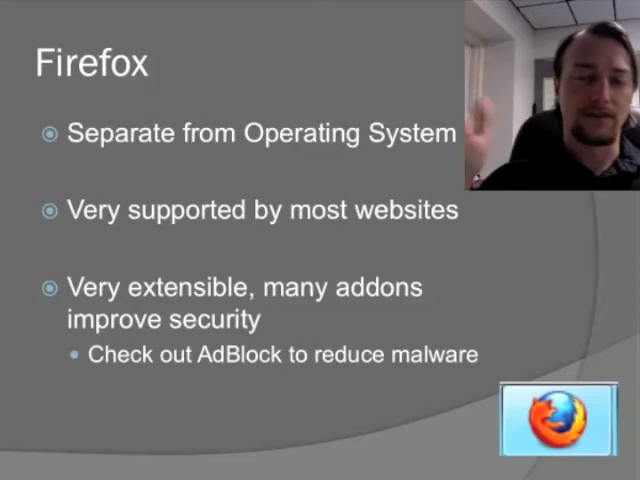 Firefox
Separate from Operating System
Very supported by most websites
Very extensible, many addons
improve security
Check out AdBlock to reduce malware